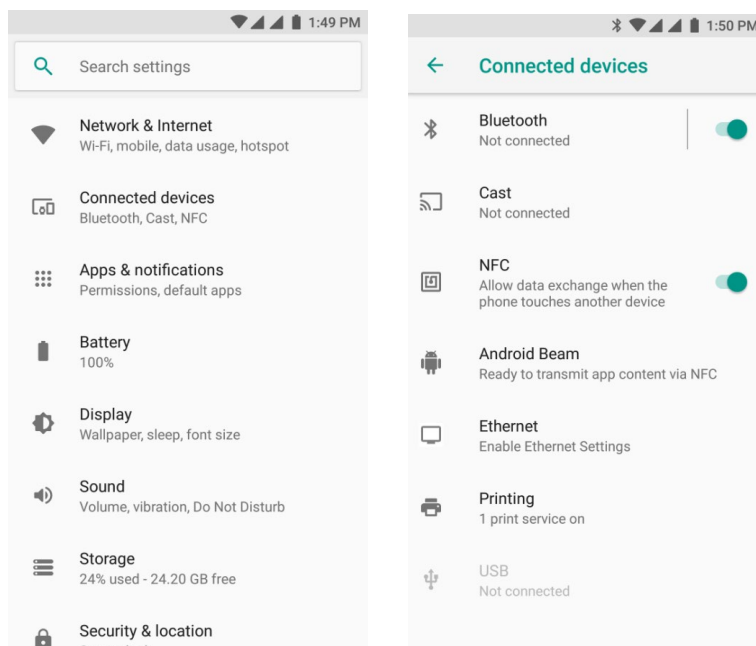 1:49 PM
Search settings
Network & Internet
Wi-Fi, mobile, data usage, hotspot
Connected devices
Bluetooth, Cast, NFC
Apps & notifications
Permissions, default apps
Battery
100%
Display
Wallpaper, sleep, font size
Sound
Volume, vibration, Do Not Disturb
Storage
24% used - 24.20 GB free
Security & location
1:50 PM
Connected devices
Bluetooth
Not connected
Cast
Not connected
NFC
Allow data exchange when the
phone touches another device
Android Beam
Ready to transmit app content via NFC
Ethernet
Enable Ethernet Settings
Printing
1 print service on
USB
Not connected